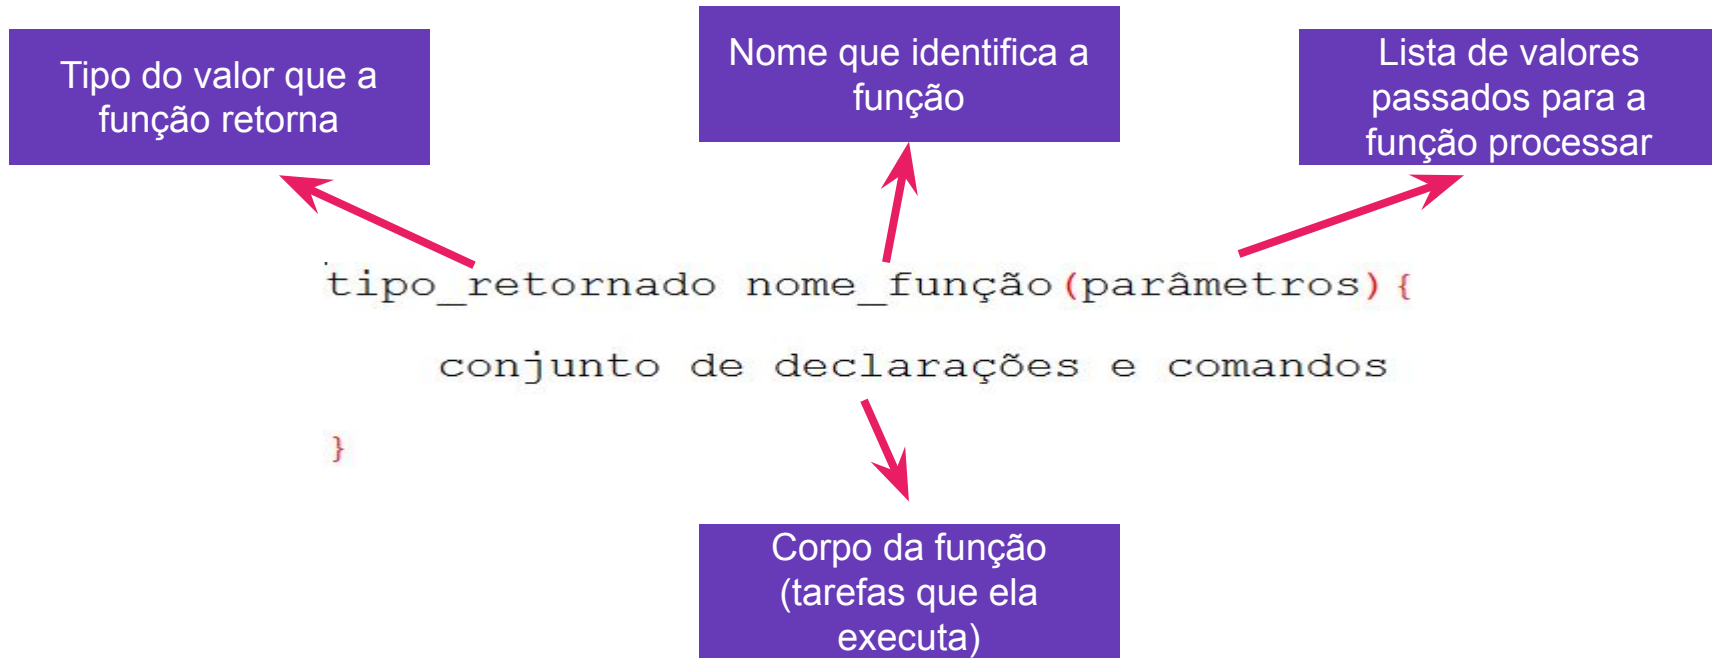 Tipo do valor que a
função retorna
Nome que identifica a
função
Lista de valores
passados para a
função processar
tipo_retornado nome_função(parâmetros){
conjunto de declarações e comandos
}
Corpo da função
(tarefas que ela
executa)